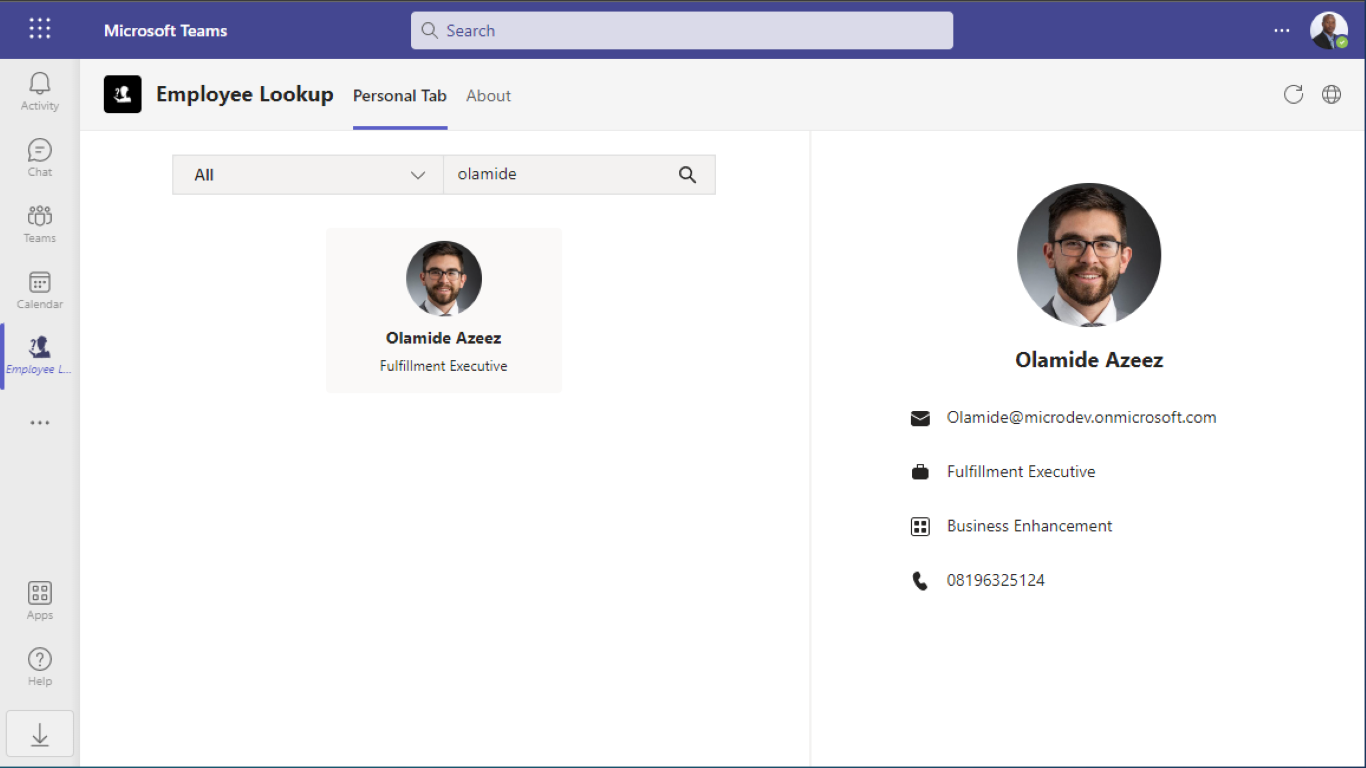 Microsoft Teams
Search
Activity
Chat
Teams
Calendar
Employee L...
Apps
Help
Employee Lookup
Personal Tab
About
All
olamide
Olamide Azeez
Fulfillment Executive
Olamide Azeez
Olamide@microdev.onmicrosoft.com
Fulfillment Executive
Business Enhancement
08196325124